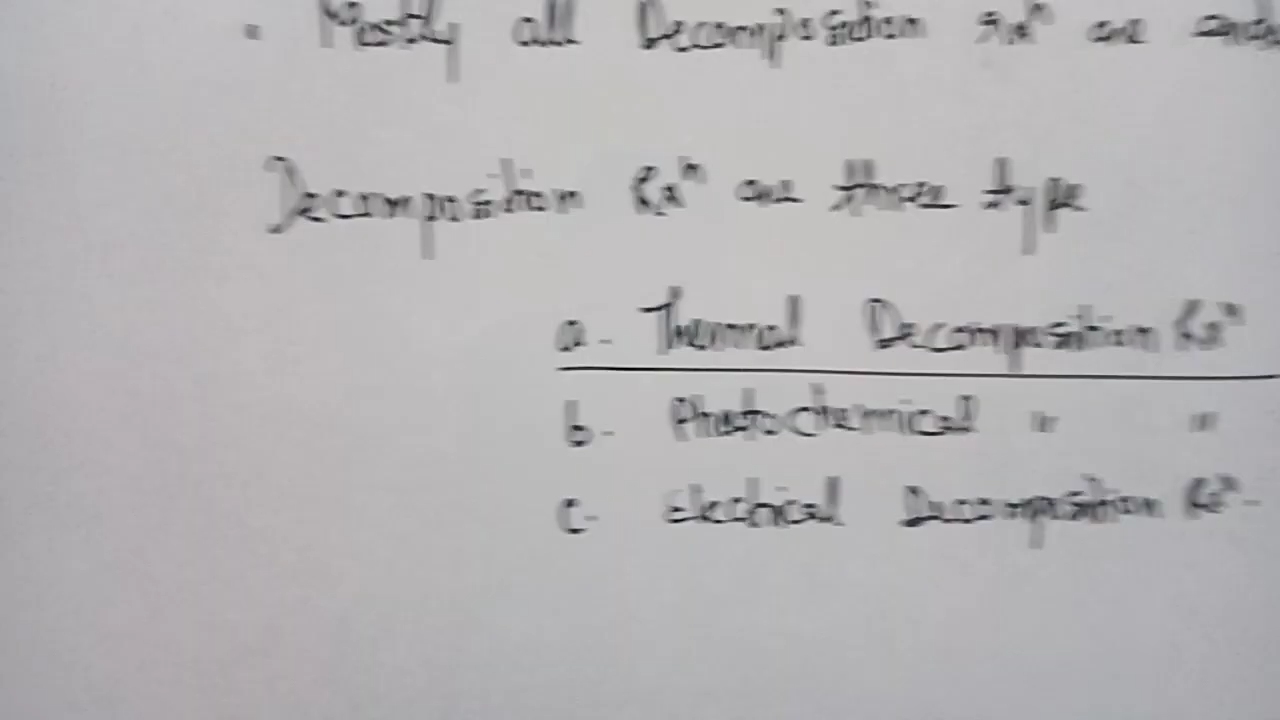 • Mostly all Decomposition rxⁿ are
Decomposition Rxⁿ are three type
a- Thermal Decomposition Rxⁿ
b- Photochemical " "
c- Electrical Decomposition Rxⁿ-